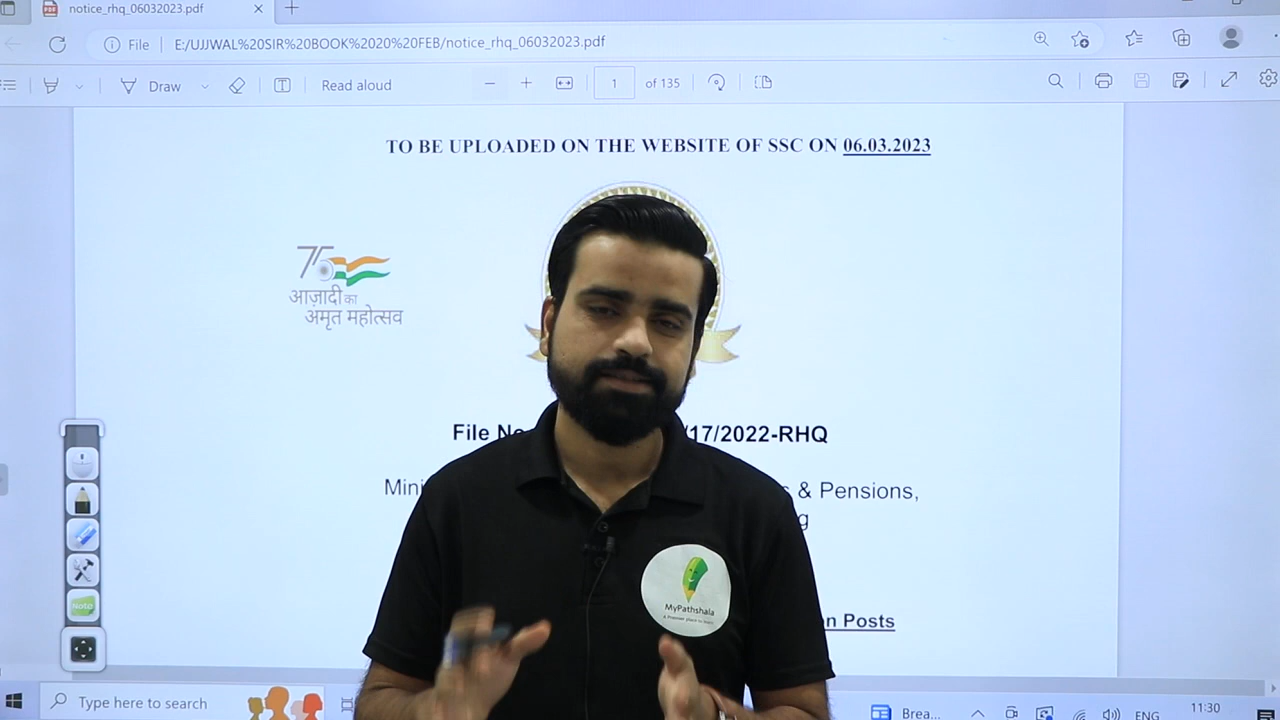 notice_rhq_06032023.pdf
File
E:/UJJWAL%20SIR%20BOOK%2020%20FEB/notice_rhq_06032023.pdf
Draw
Read aloud
1
of 135
TO BE UPLOADED ON THE WEBSITE OF SSC ON 06.03.2023
75
आज़ादी का
अमृत महोत्सव
File No /17/2022-RHQ
& Pensions,
Posts
Note
MyPathshala
Type here to search
Brea...
ENG
11:30